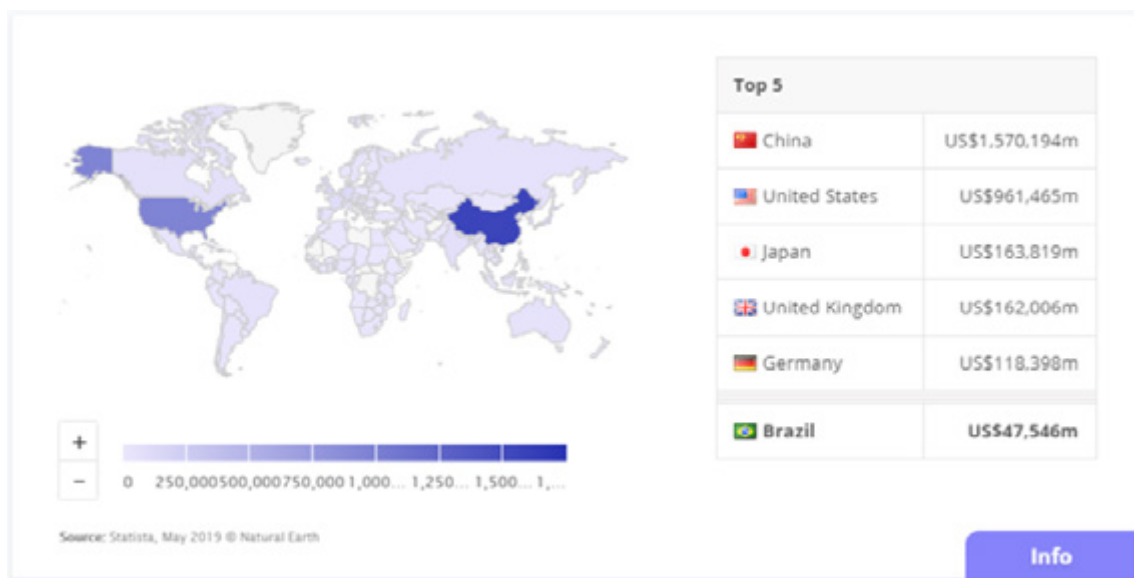 Top 5
China US$1,570,194m
United States US$961,465m
Japan US$163,819m
United Kingdom US$162,006m
Germany US$118,398m
Brazil US$47,546m
+
−
0 250,000 500,000 750,000 1,000... 1,250... 1,500... 1,...
Source: Statista, May 2019 © Natural Earth
Info